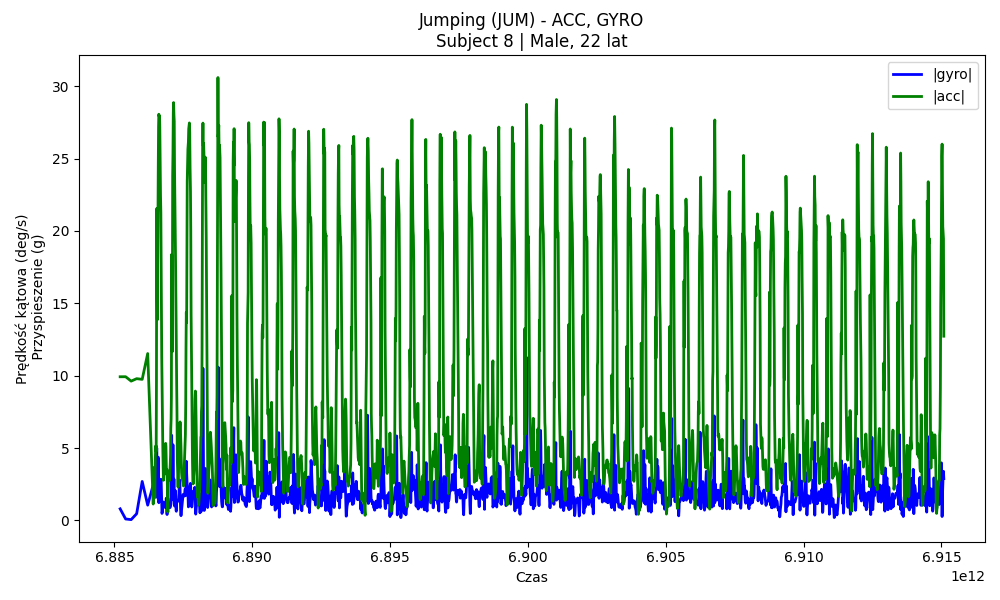 Jumping (JUM) - ACC, GYRO
Subject 8 | Male, 22 lat
|gyro|
|acc|
Prędkość kątowa (deg/s)
Przyspieszenie (g)
30
25
20
15
10
5
0
6.885
6.890
6.895
6.900
6.905
6.910
6.915
1e12
Czas